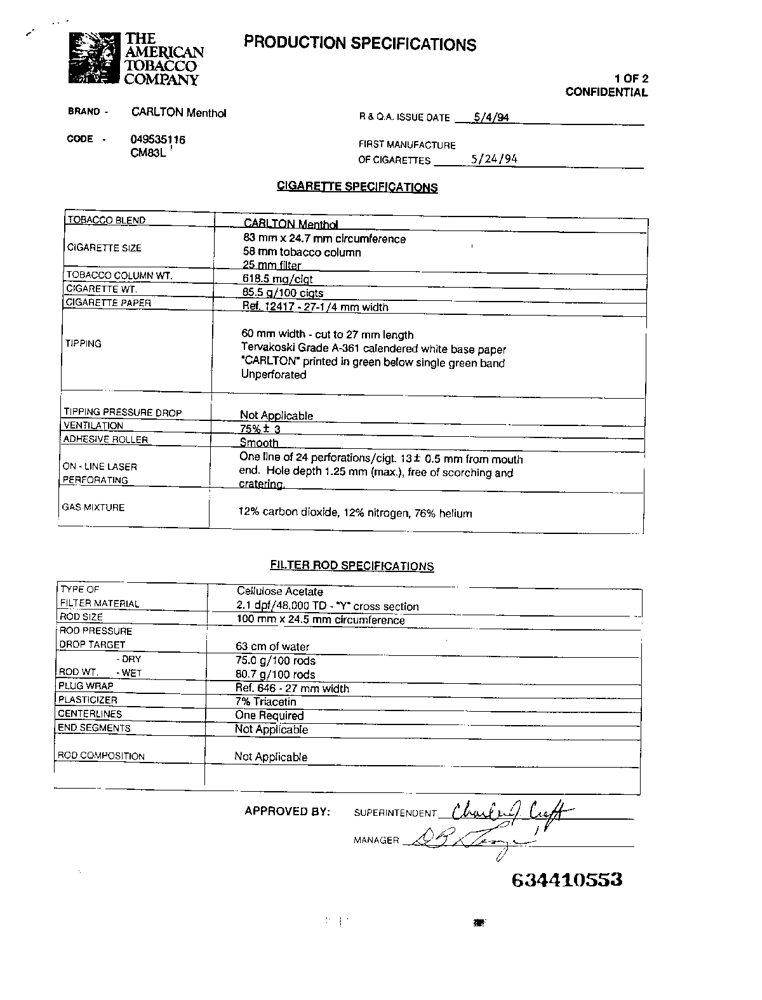 THE
AMERICAN
TOBACCO
COMPANY
PRODUCTION SPECIFICATIONS
1 OF 2
CONFIDENTIAL
BRAND - CARLTON Menthol
R & Q.A. ISSUE DATE 5/4/94
CODE - 049535116
CM83L
FIRST MANUFACTURE
OF CIGARETTES 5/24/94
CIGARETTE SPECIFICATIONS
TOBACCO BLEND CARLTON Menthol
CIGARETTE SIZE 83 mm x 24.7 mm circumference
58 mm tobacco column
25 mm filter
TOBACCO COLUMN WT. 618.5 mg/cigt
CIGARETTE WT. 85.5 g/100 cigts
CIGARETTE PAPER Ref. 12417 - 27-1/4 mm width
TIPPING 60 mm width - cut to 27 mm length
Tervakoski Grade A-361 calendered white base paper
"CARLTON" printed in green below single green band
Unperforated
TIPPING PRESSURE DROP Not Applicable
VENTILATION 75% ± 3
ADHESIVE ROLLER Smooth
ON - LINE LASER PERFORATING One line of 24 perforations/cigt. 13 ± 0.5 mm from mouth
end. Hole depth 1.25 mm (max.), free of scorching and
cratering.
GAS MIXTURE 12% carbon dioxide, 12% nitrogen, 76% helium
FILTER ROD SPECIFICATIONS
TYPE OF Cellulose Acetate
FILTER MATERIAL 2.1 dpf/48,000 TD - "Y" cross section
ROD SIZE 100 mm x 24.5 mm circumference
ROD PRESSURE
DROP TARGET 63 cm of water
- DRY 75.0 g/100 rods
ROD WT. - WET 80.7 g/100 rods
PLUG WRAP Ref. 646 - 27 mm width
PLASTICIZER 7% Triacetin
CENTERLINES One Required
END SEGMENTS Not Applicable
ROD COMPOSITION Not Applicable
APPROVED BY: SUPERINTENDENT
MANAGER
634410553